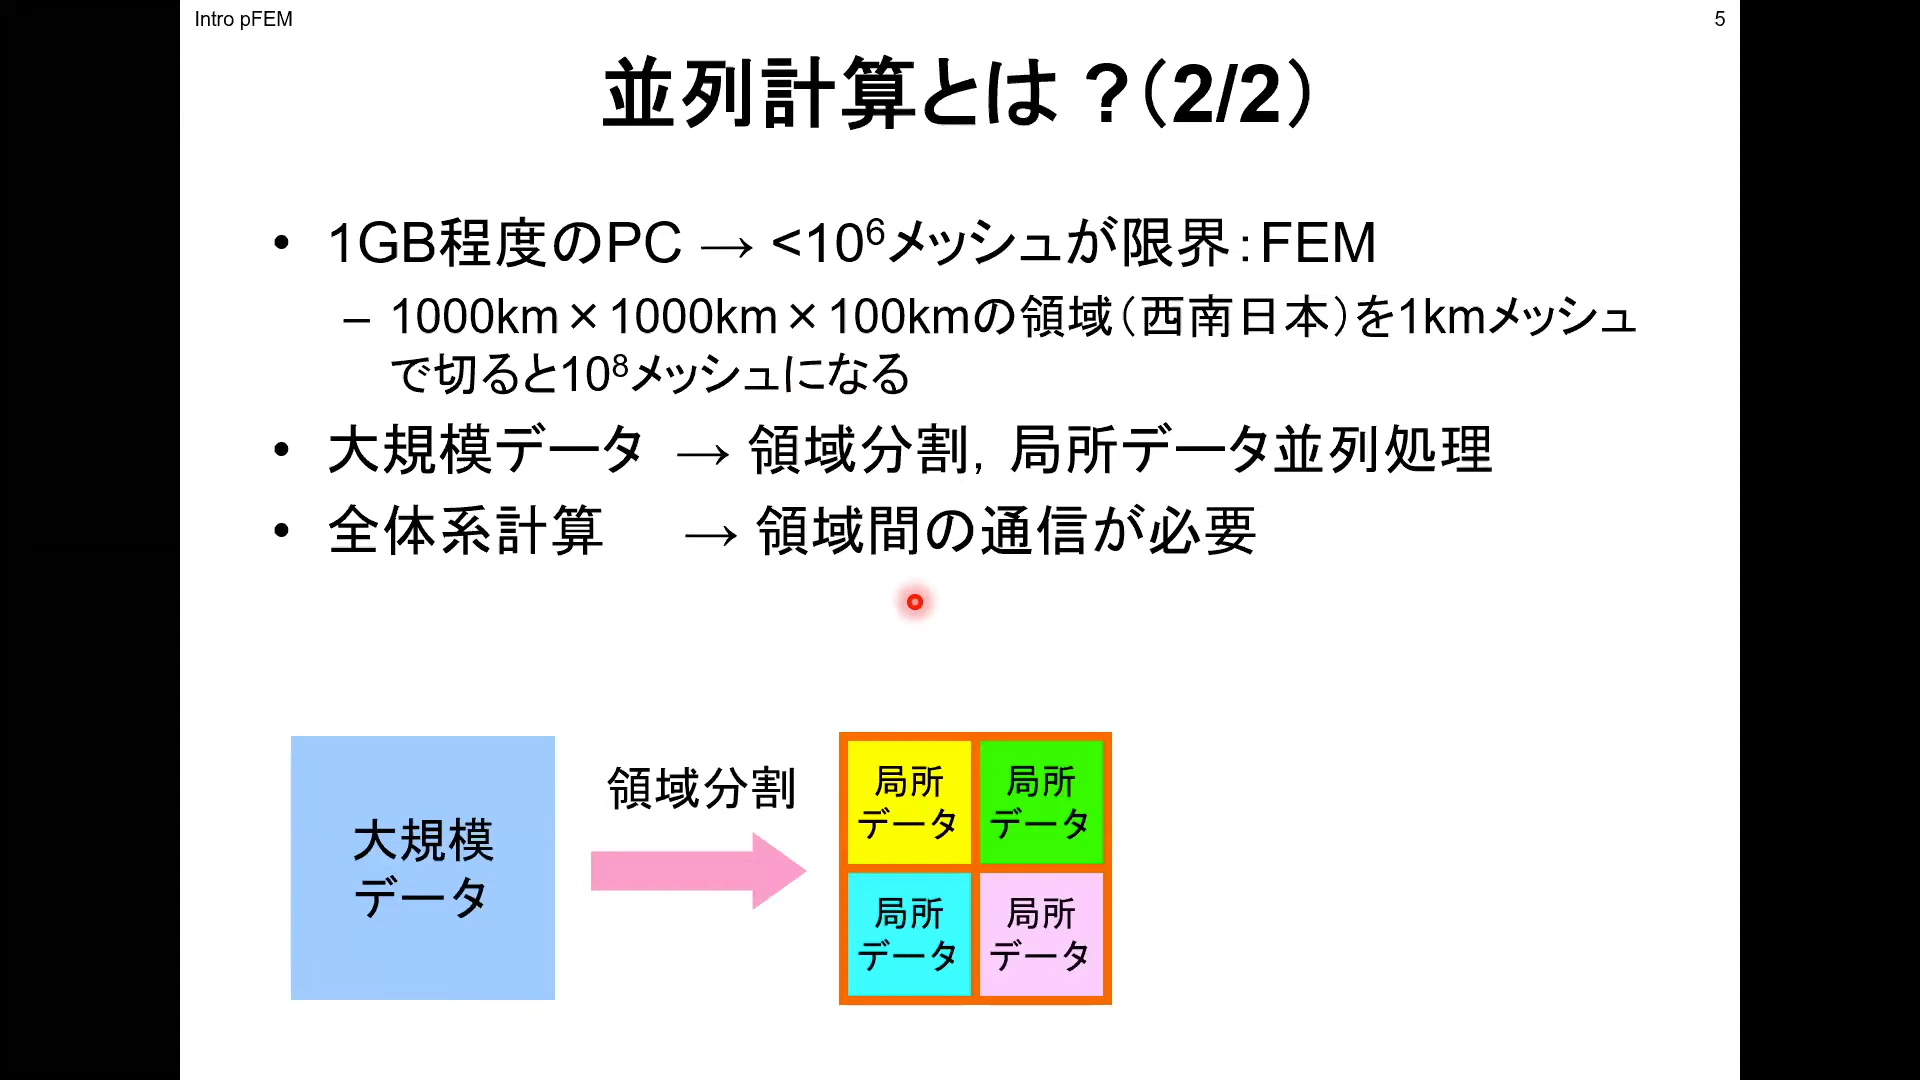 Intro pFEM
5
並列計算とは？（2/2）
• 1GB程度のPC → <10⁶メッシュが限界：FEM
– 1000km×1000km×100kmの領域（西南日本）を1kmメッシュ
で切ると10⁸メッシュになる
• 大規模データ → 領域分割，局所データ並列処理
• 全体系計算 → 領域間の通信が必要
大規模
データ
領域分割
局所
データ
局所
データ
局所
データ
局所
データ